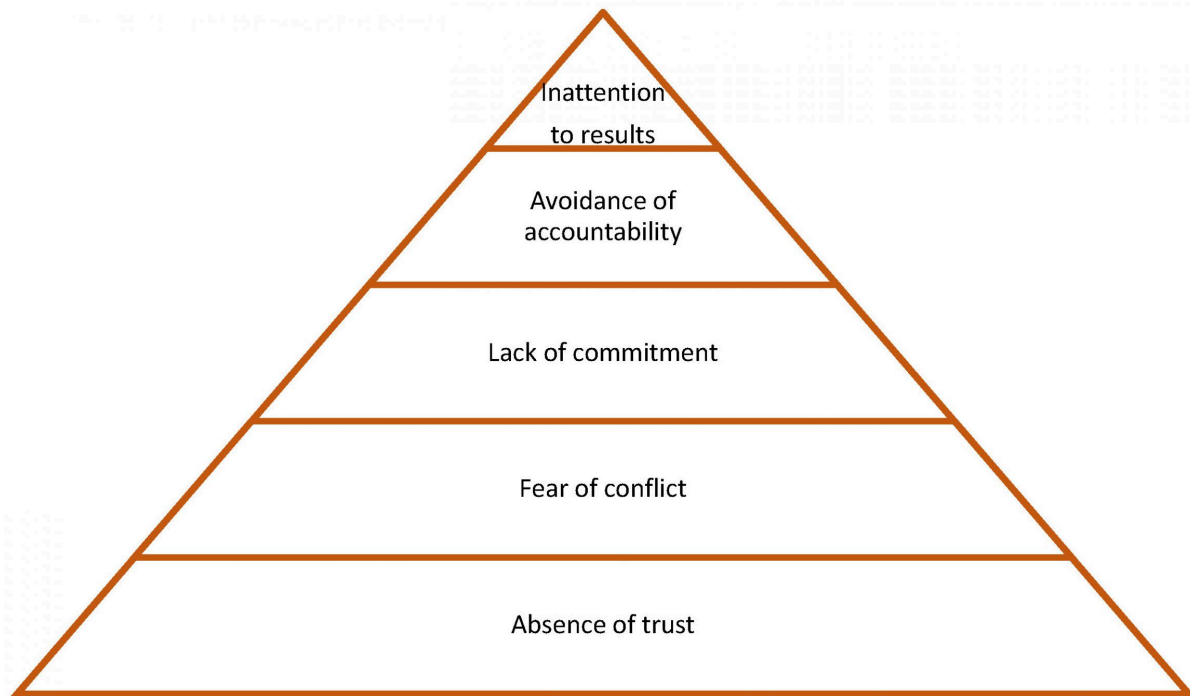 Inattention
to results
Avoidance of
accountability
Lack of commitment
Fear of conflict
Absence of trust